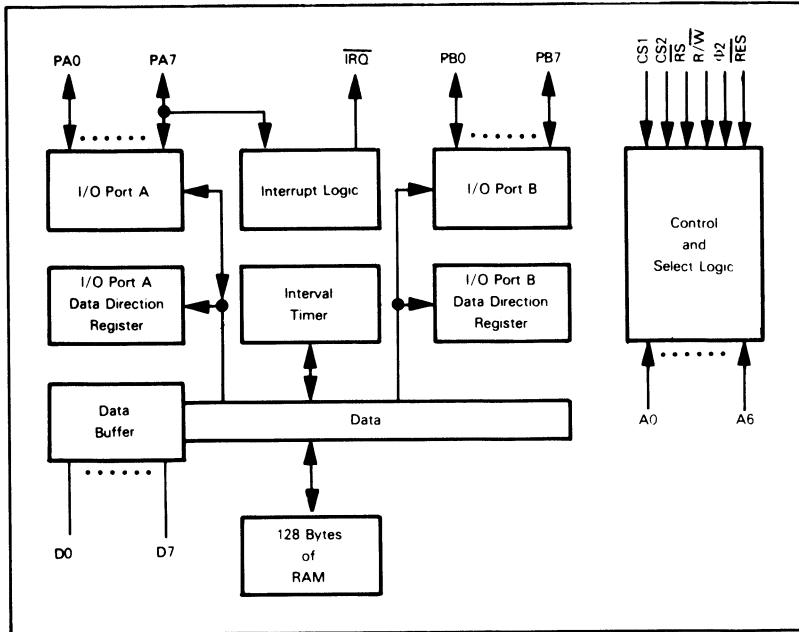 PA0 PA7 IRQ PB0 PB7
CS1
CS2
RS
R/W
Φ2
RES
I/O Port A
Interrupt Logic
I/O Port B
Control
and
Select Logic
I/O Port A
Data Direction
Register
Interval
Timer
I/O Port B
Data Direction
Register
Data
Buffer
Data
A0 A6
D0 D7
128 Bytes
of
RAM